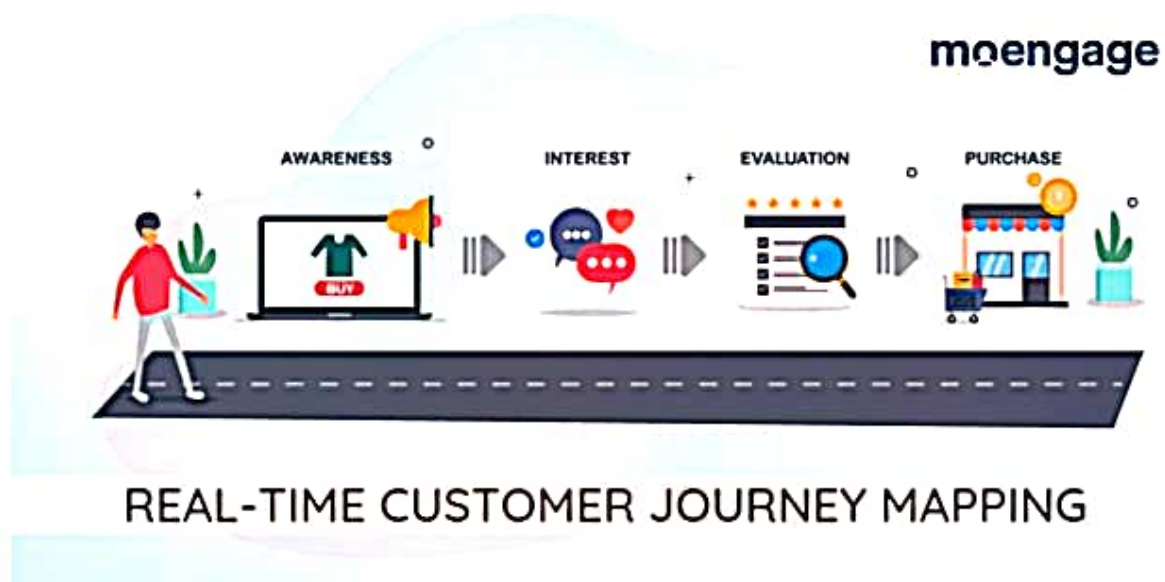 moengage
AWARENESS
INTEREST
EVALUATION
PURCHASE
BUY
REAL-TIME CUSTOMER JOURNEY MAPPING